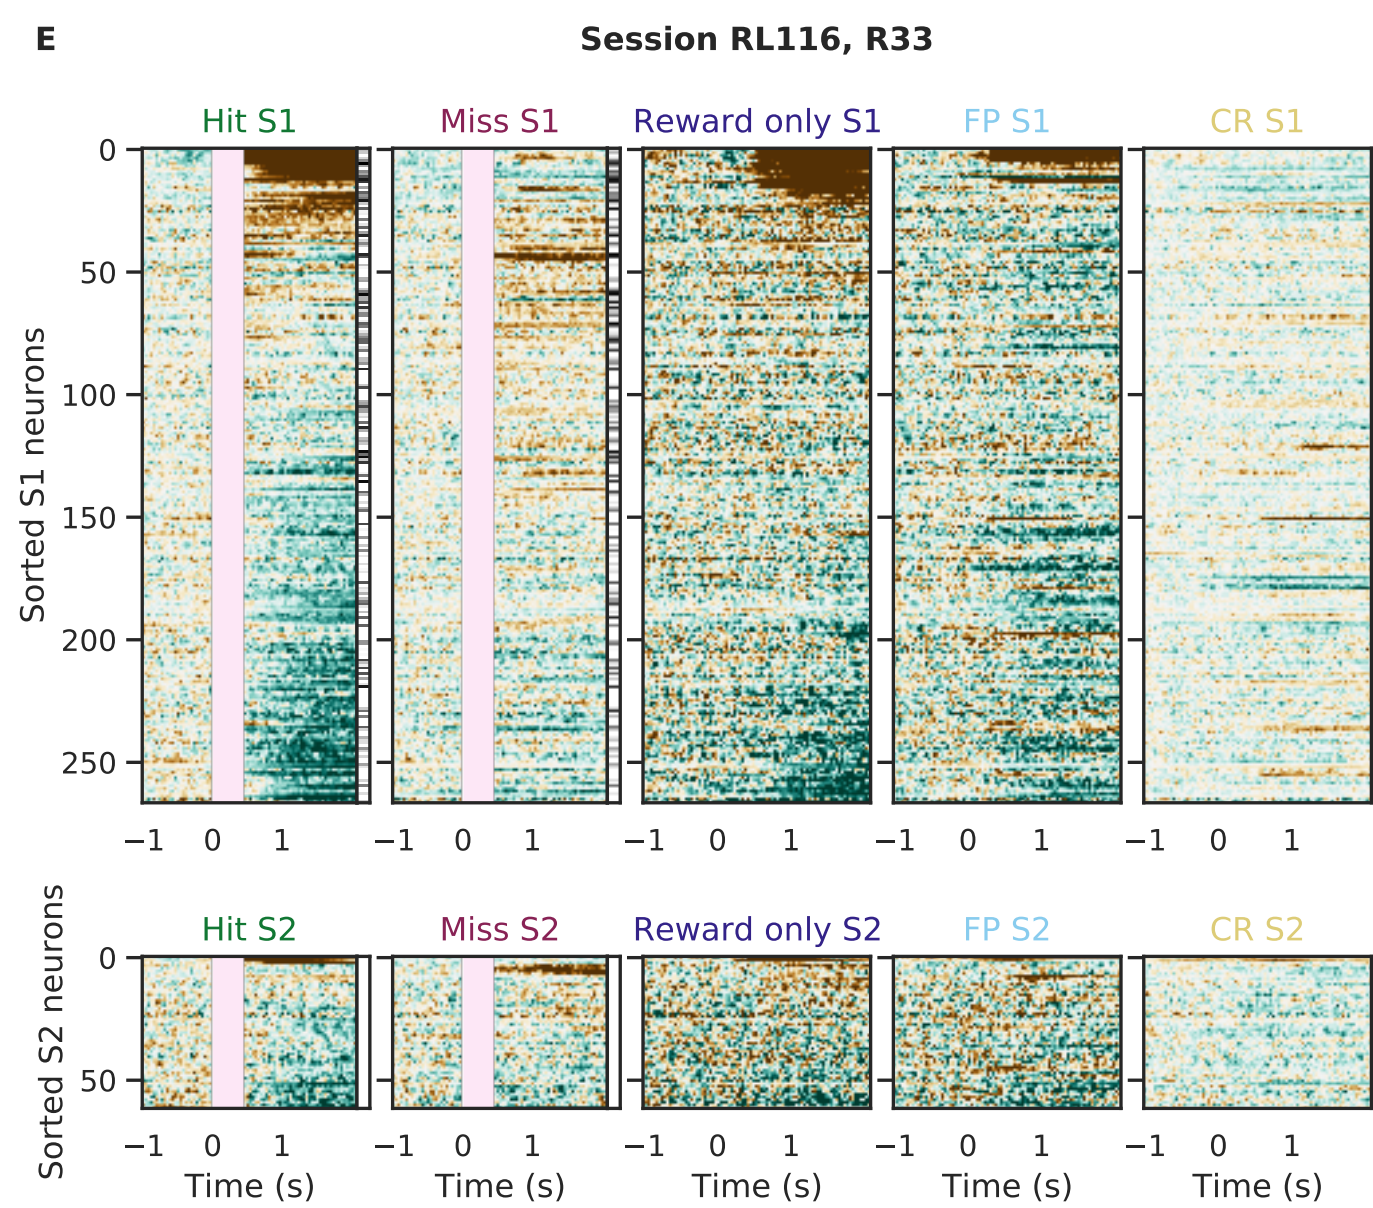 E
Session RL116, R33
Hit S1
Miss S1
Reward only S1
FP S1
CR S1
Sorted S1 neurons
0
50
100
150
200
250
−1 0 1
−1 0 1
−1 0 1
−1 0 1
−1 0 1
Hit S2
Miss S2
Reward only S2
FP S2
CR S2
Sorted S2 neurons
0
50
−1 0 1
−1 0 1
−1 0 1
−1 0 1
−1 0 1
Time (s)
Time (s)
Time (s)
Time (s)
Time (s)